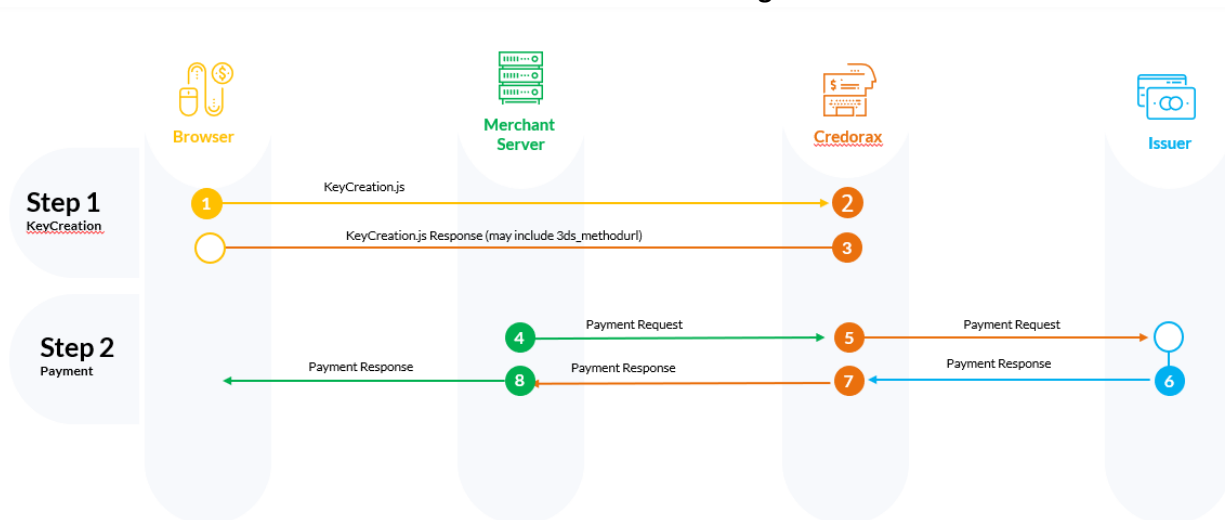 Browser
Merchant
Server
Credorax
Issuer
Step 1
KeyCreation
KeyCreation.js
1
2
KeyCreation.js Response (may include 3ds_methodurl)
3
Step 2
Payment
Payment Request
Payment Request
4
5
Payment Response
Payment Response
Payment Response
8
7
6